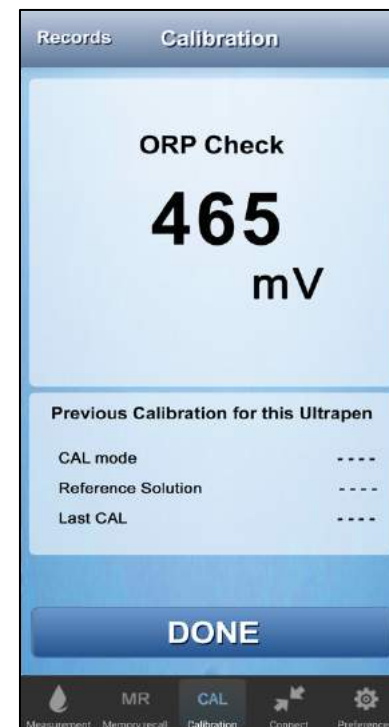 Records Calibration
ORP Check
465
mV
Previous Calibration for this Ultrapen
CAL mode ----
Reference Solution ----
Last CAL ----
DONE
MR CAL
Measurement Memory recall Calibration Connect Preference